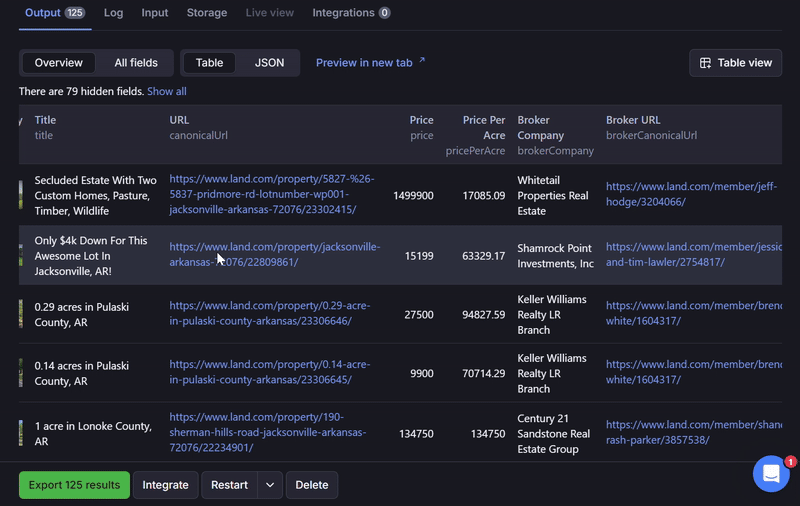 Output 125 Log Input Storage Live view Integrations 0
Overview All fields Table JSON Preview in new tab ↗ Table view
There are 79 hidden fields. Show all
y Title URL Price Price Per Acre Broker Company Broker URL
title canonicalUrl price pricePerAcre brokerCompany brokerCanonicalUrl
Secluded Estate With Two
Custom Homes, Pasture,
Timber, Wildlife
https://www.land.com/property/5827-%26-
5837-pridmore-rd-lotnumber-wp001-
jacksonville-arkansas-72076/23302415/
1499900
17085.09
Whitetail
Properties Real
Estate
https://www.land.com/member/jeff-
hodge/3204066/
Only $4k Down For This
Awesome Lot In
Jacksonville, AR!
https://www.land.com/property/jacksonville-
arkansas-72076/22809861/
15199
63329.17
Shamrock Point
Investments, Inc
https://www.land.com/member/jessic
and-tim-lawler/2754817/
0.29 acres in Pulaski
County, AR
https://www.land.com/property/0.29-acre-
in-pulaski-county-arkansas/23306646/
27500
94827.59
Keller Williams
Realty LR
Branch
https://www.land.com/member/brend
white/1604317/
0.14 acres in Pulaski
County, AR
https://www.land.com/property/0.14-acre-
in-pulaski-county-arkansas/23306645/
9900
70714.29
Keller Williams
Realty LR
Branch
https://www.land.com/member/brend
white/1604317/
1 acre in Lonoke County,
AR
https://www.land.com/property/190-
sherman-hills-road-jacksonville-arkansas-
72076/22234901/
134750
134750
Century 21
Sandstone Real
Estate Group
https://www.land.com/member/shan
rash-parker/3857538/
Export 125 results Integrate Restart Delete
1